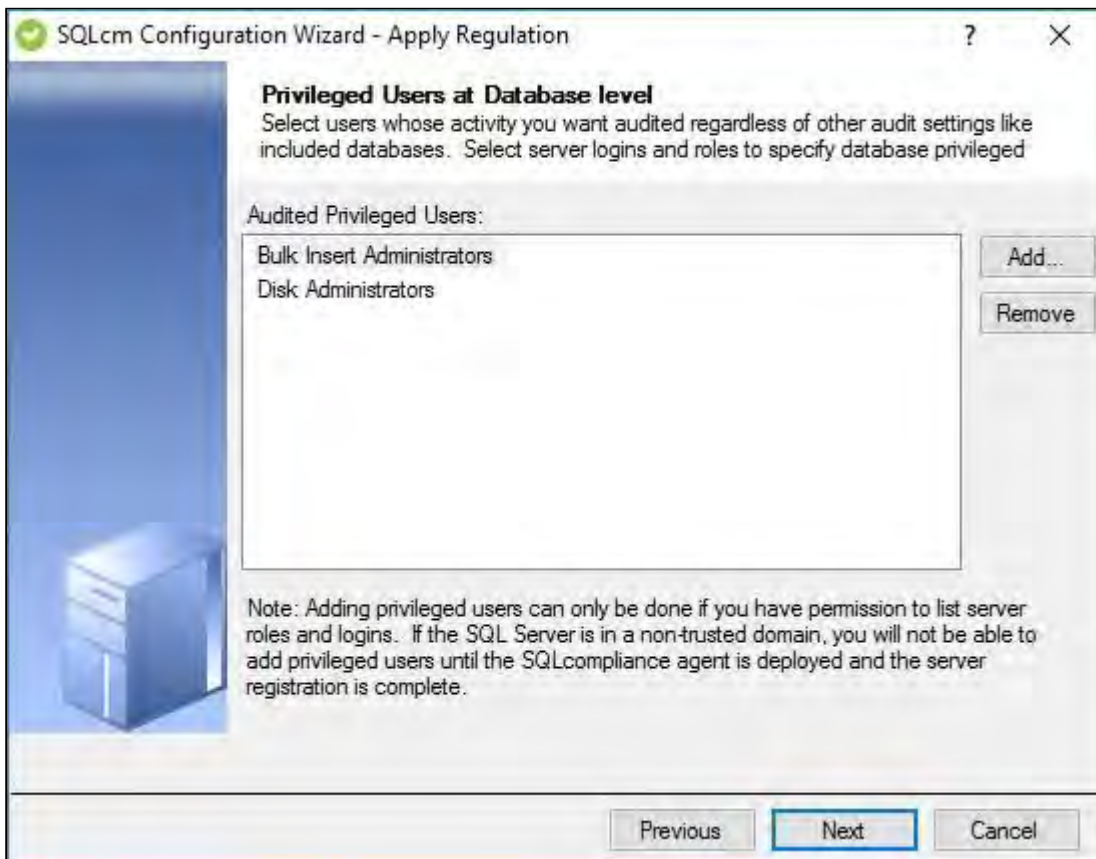 SQLcm Configuration Wizard - Apply Regulation
Privileged Users at Database level
Select users whose activity you want audited regardless of other audit settings like
included databases. Select server logins and roles to specify database privileged
Audited Privileged Users:
Bulk Insert Administrators
Disk Administrators
Add...
Remove
Note: Adding privileged users can only be done if you have permission to list server
roles and logins. If the SQL Server is in a non-trusted domain, you will not be able to
add privileged users until the SQLcompliance agent is deployed and the server
registration is complete.
Previous
Next
Cancel